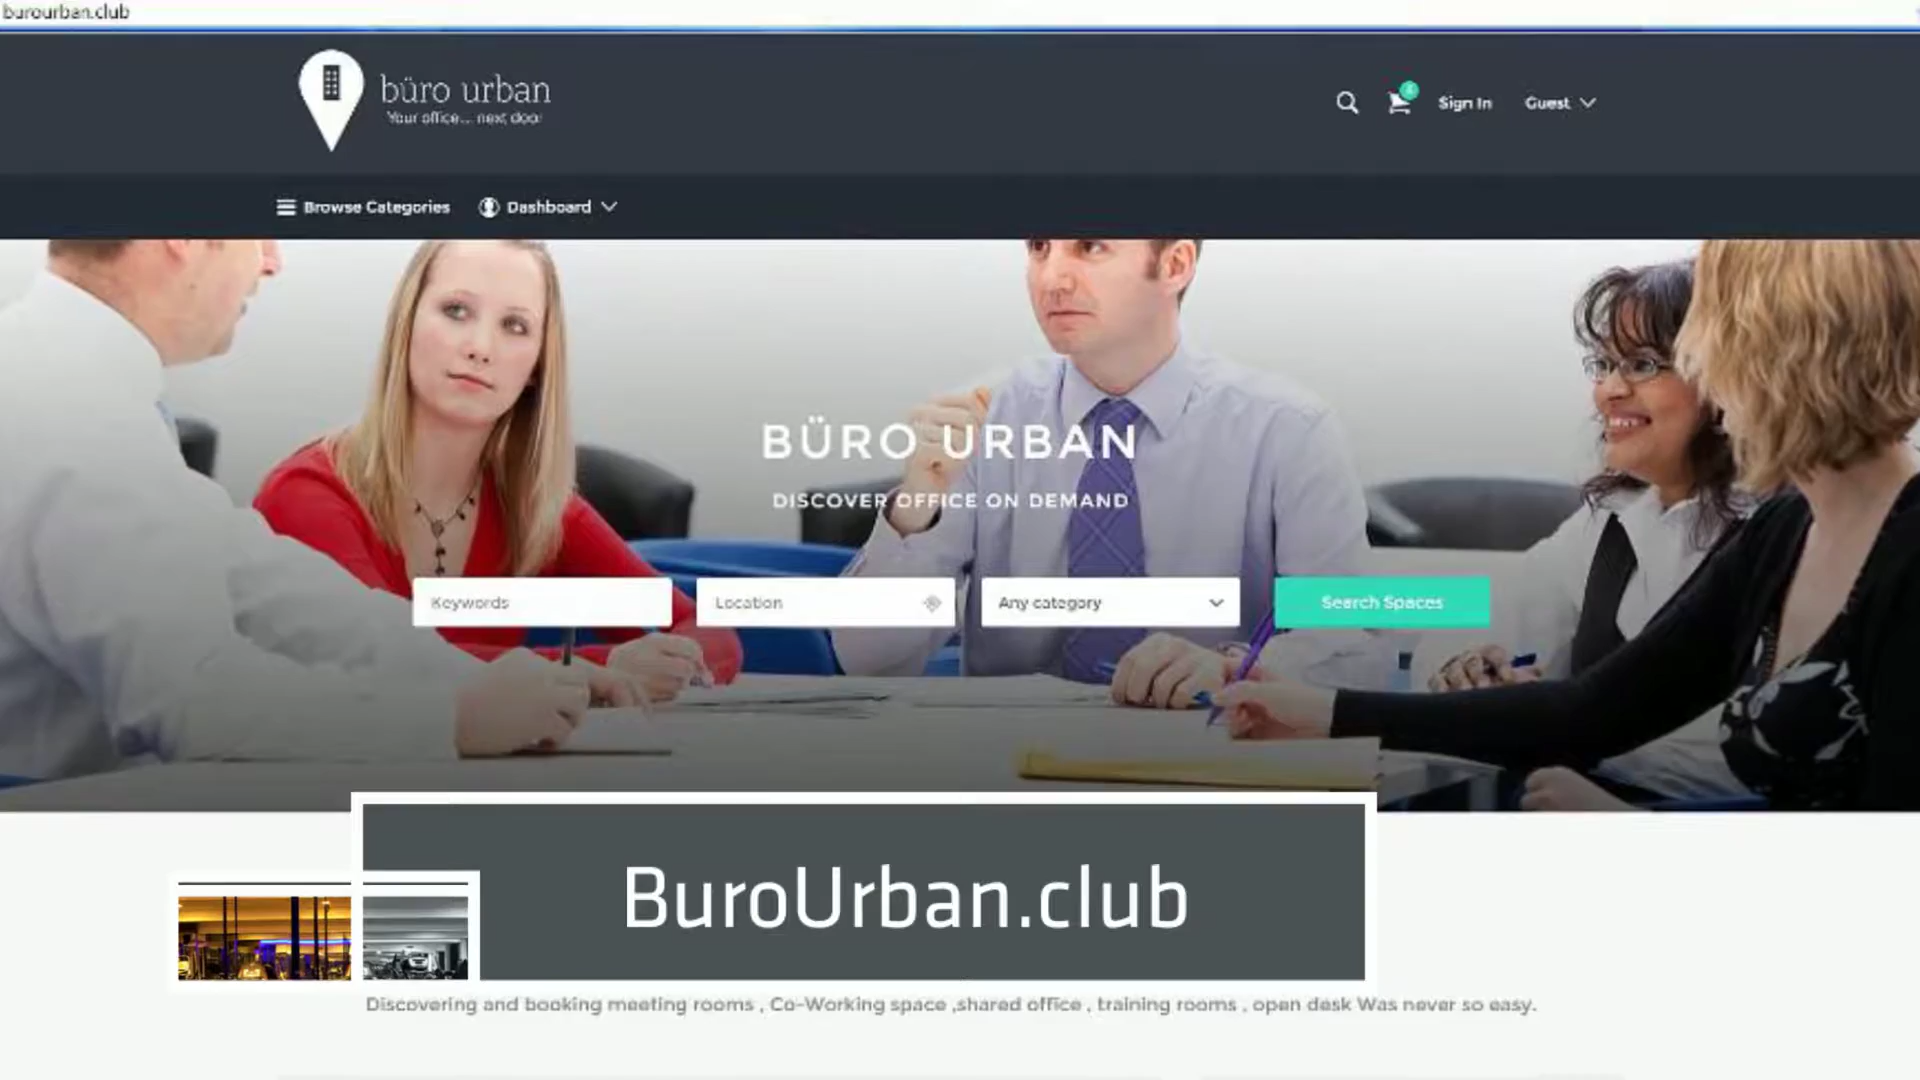 burourban.club
büro urban
Your office... next door
Sign In
Guest
Browse Categories
Dashboard
BÜRO URBAN
DISCOVER OFFICE ON DEMAND
Keywords
Location
Any category
Search Spaces
BuroUrban.club
Discovering and booking meeting rooms , Co-Working space ,shared office , training rooms , open desk Was never so easy.